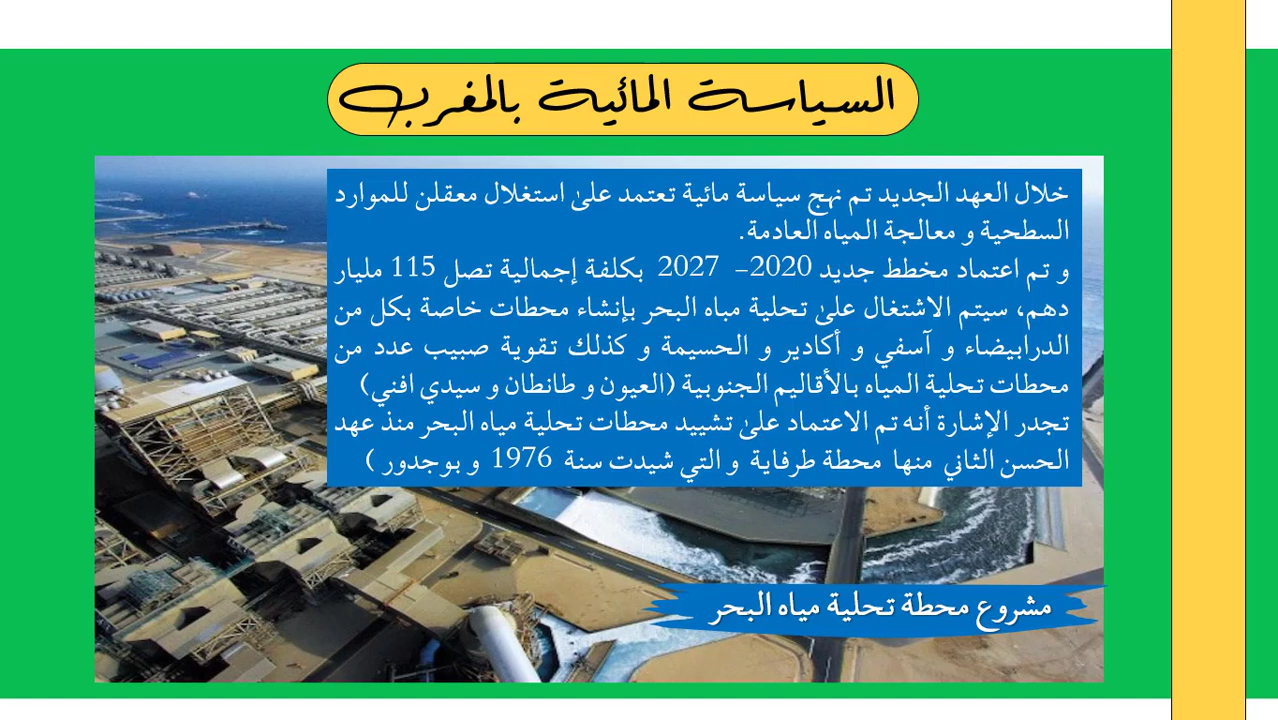 السياسة المائية بالمغرب
خلال العهد الجديد تم نهج سياسة مائية تعتمد على استغلال معقلن للموارد
السطحية و معالجة المياه العادمة.
و تم اعتماد مخطط جديد 2020– 2027 بكلفة إجمالية تصل 115 مليار
دهم، سيتم الاشتغال على تحلية مباه البحر بإنشاء محطات خاصة بكل من
الدرابيضاء و آسفي و أكادير و الحسيمة و كذلك تقوية صبيب عدد من
محطات تحلية المياه بالأقاليم الجنوبية (العيون و طانطان و سيدي افني)
تجدر الإشارة أنه تم الاعتماد على تشييد محطات تحلية مياه البحر منذ عهد
الحسن الثاني منها محطة طرفاية و التي شيدت سنة 1976 و بوجدور )
مشروع محطة تحلية مياه البحر